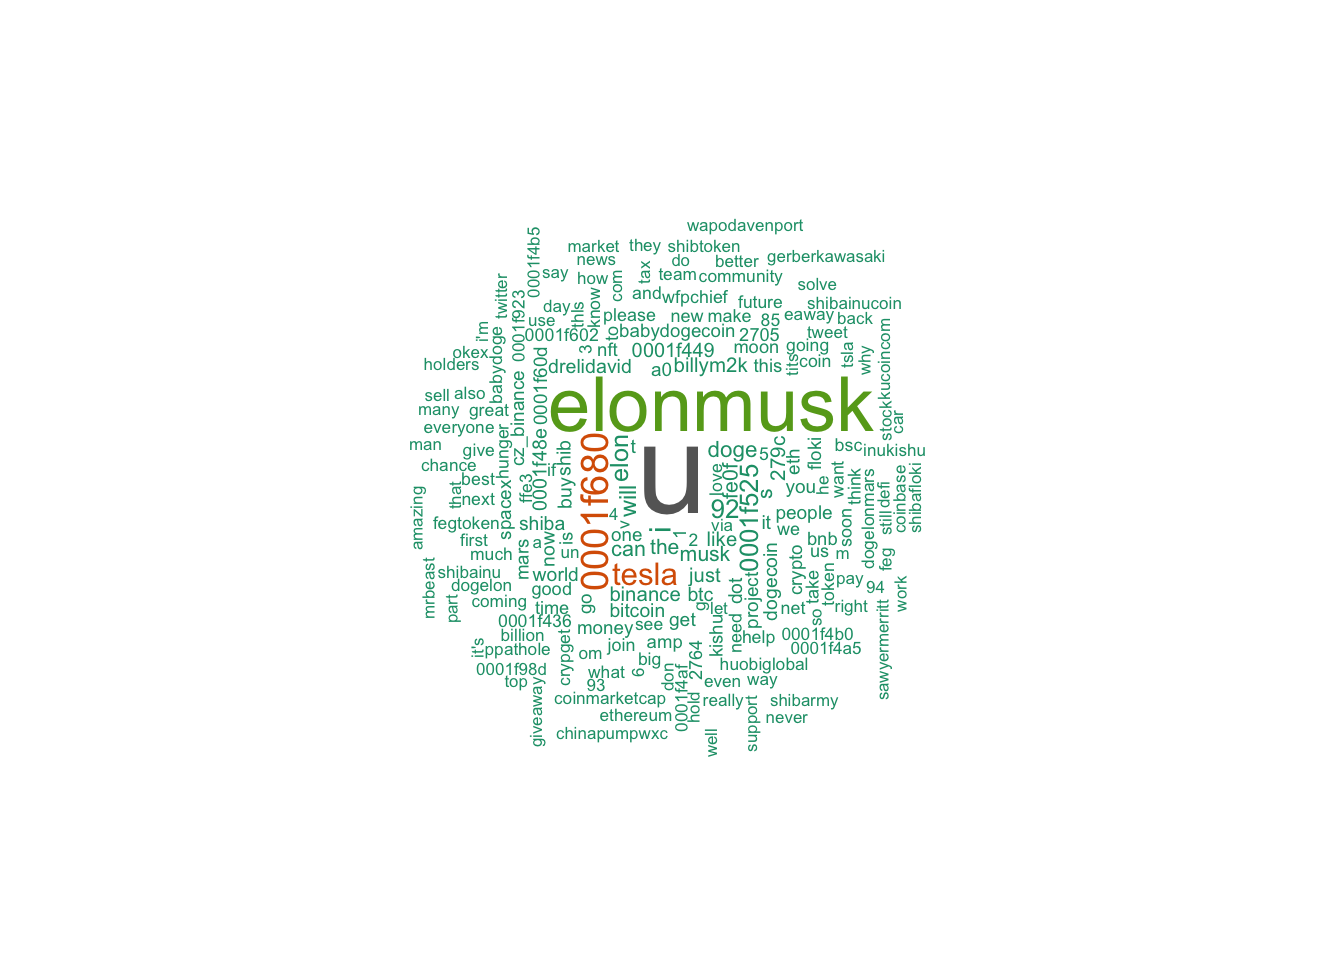 wapodavenport
0001f4b5
market
they
shibtoken
news
do
better
gerberkawasaki
say
how
com
tax
team
community
solve
twitter
0001f923
day
this
know
and
wfpchief
future
shibainucoin
use
please
new
make
85
eaway
back
i'm
0001f602
3
to
babydogecoin
2705
tweet
okex
babydoge
0001f60d
nft
0001f449
moon
going
tsla
why
kucoincom
holders
drelidavid
a0
billym2k
this
tits
coin
stock
sell
also
cz_binance
elonmusk
car
many
great
everyone
man
give
hunger
0001f48e
if
shib
0001f680
elon
t
u
doge
5
279c
eth
floki
bsc
inukishu
chance
best
ffe3
buy
will
love
fe0f
0001f525
s
you
he
want
think
dogelonmars
still
defi
coinbase
shibafloki
amazing
that
next
spacex
4
v
92
fegtoken
shiba
i
1
via
it
people
soon
first
a
now
is
one
2
like
we
bnb
much
mars
un
can
the
musk
us
m
feg
mrbeast
shibainu
world
tesla
just
crypto
dogelon
good
binance
btc
dot
project
dogecoin
take
token
pay
94
work
part
coming
time
go
bitcoin
g
let
net
so
right
0001f436
money
see
get
kishu
need
help
0001f4b0
sawyermerritt
it's
billion
ppathole
crypget
join
amp
0001f4a5
om
big
2764
huobiglobal
0001f98d
what
6
don
0001f4af
even
way
top
93
giveaway
coinmarketcap
hold
really
shibarmy
ethereum
support
never
chinapumpwxc
well